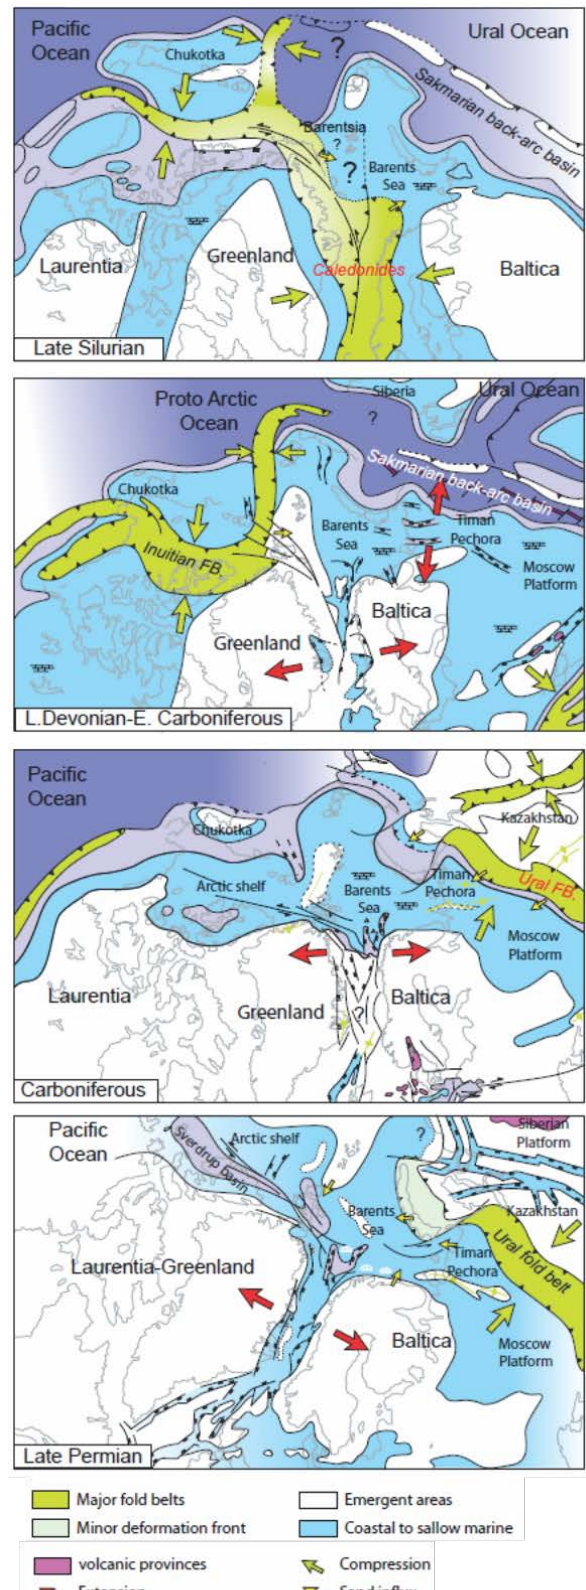 Pacific
Ocean
Chukotka
?
Ural Ocean
Sakmarian back-arc basin
Barentsia
?
?
Barents
Sea
Laurentia
Greenland
Caledonides
Baltica
Late Silurian
Siberia
Ural Ocean
Proto Arctic
Ocean
?
Sakmarian back-arc basin
Chukotka
Barents
Sea
Timan
Pechora
Inuitian FB.
Moscow
Platform
Baltica
Greenland
L.Devonian-E. Carboniferous
Pacific
Ocean
Kazakhstan
Chukotka
Arctic shelf
Barents
Sea
Timan
Pechora
Ural FB.
Moscow
Platform
Laurentia
Greenland
?
Baltica
Carboniferous
Pacific
Ocean
Sverdrup basin
Arctic shelf
?
Siberian
Platform
Kazakhstan
Barents
Sea
Ural fold belt
Timan
Pechora
Laurentia-Greenland
Baltica
Moscow
Platform
Late Permian
Major fold belts
Emergent areas
Minor deformation front
Coastal to sallow marine
volcanic provinces
Compression
Extension
Sand influx